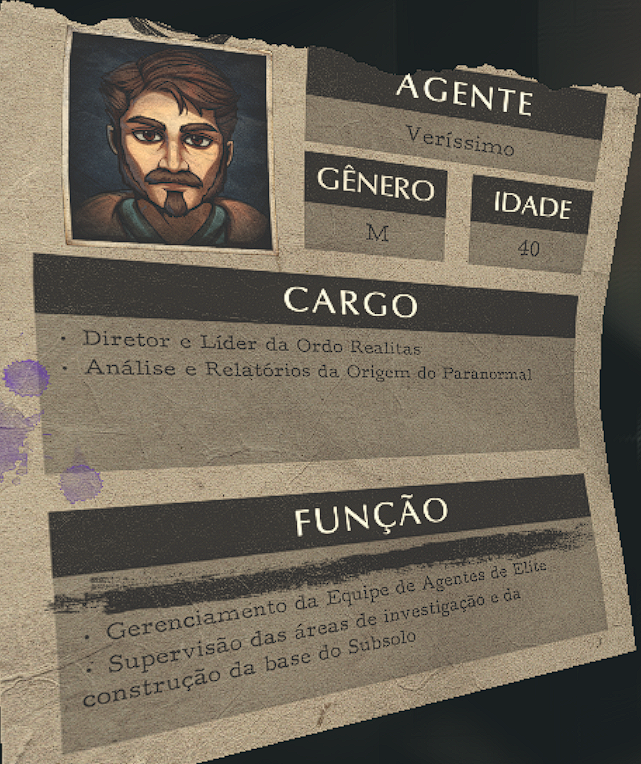 AGENTE
Veríssimo
GÊNERO
IDADE
M
40
CARGO
• Diretor e Líder da Ordo Realitas
• Análise e Relatórios da Origem do Paranormal
FUNÇÃO
• Gerenciamento da Equipe de Agentes de Elite
• Supervisão das áreas de investigação e da
construção da base do Subsolo